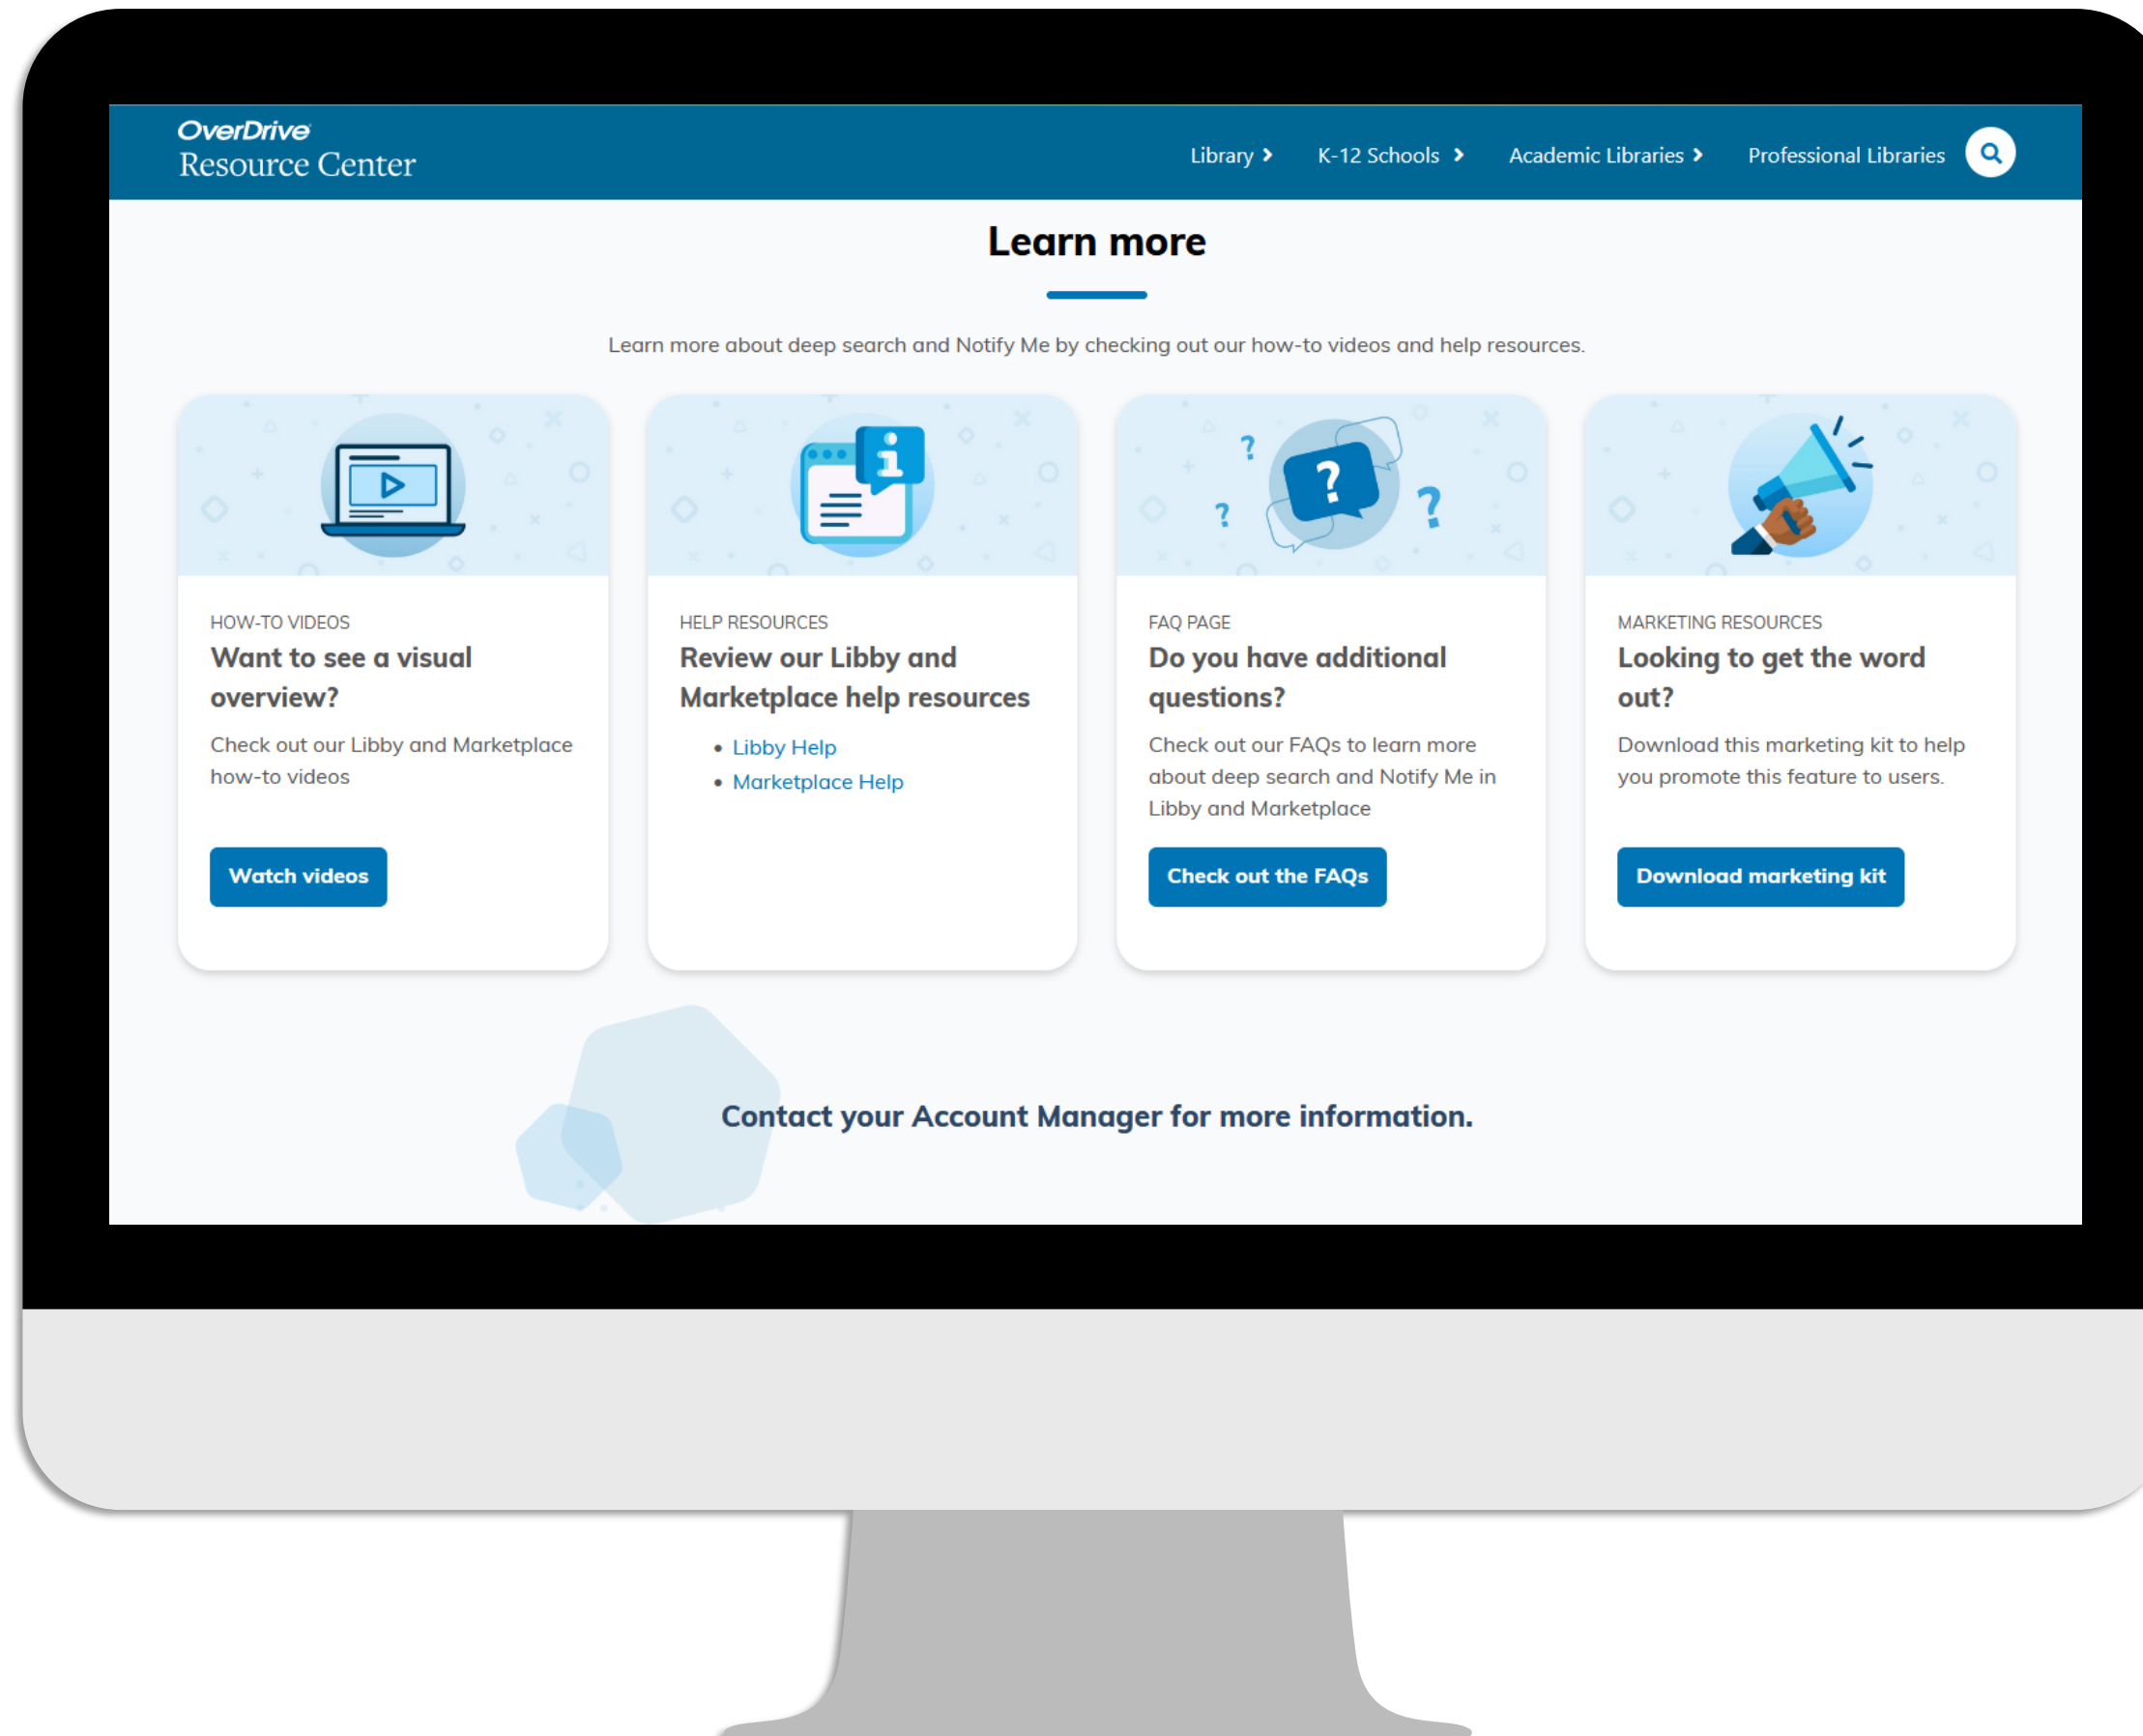 OverDrive
Resource Center
Library
K-12 Schools
Academic Libraries
Professional Libraries
Learn more
Learn more about deep search and Notify Me by checking out our how-to videos and help resources.
HOW-TO VIDEOS
Want to see a visual
overview?
Check out our Libby and Marketplace
how-to videos
Watch videos
i
HELP RESOURCES
Review our Libby and
Marketplace help resources
• Libby Help
• Marketplace Help
? ? ? ?
FAQ PAGE
Do you have additional
questions?
Check out our FAQs to learn more
about deep search and Notify Me in
Libby and Marketplace
Check out the FAQs
MARKETING RESOURCES
Looking to get the word
out?
Download this marketing kit to help
you promote this feature to users.
Download marketing kit
Contact your Account Manager for more information.